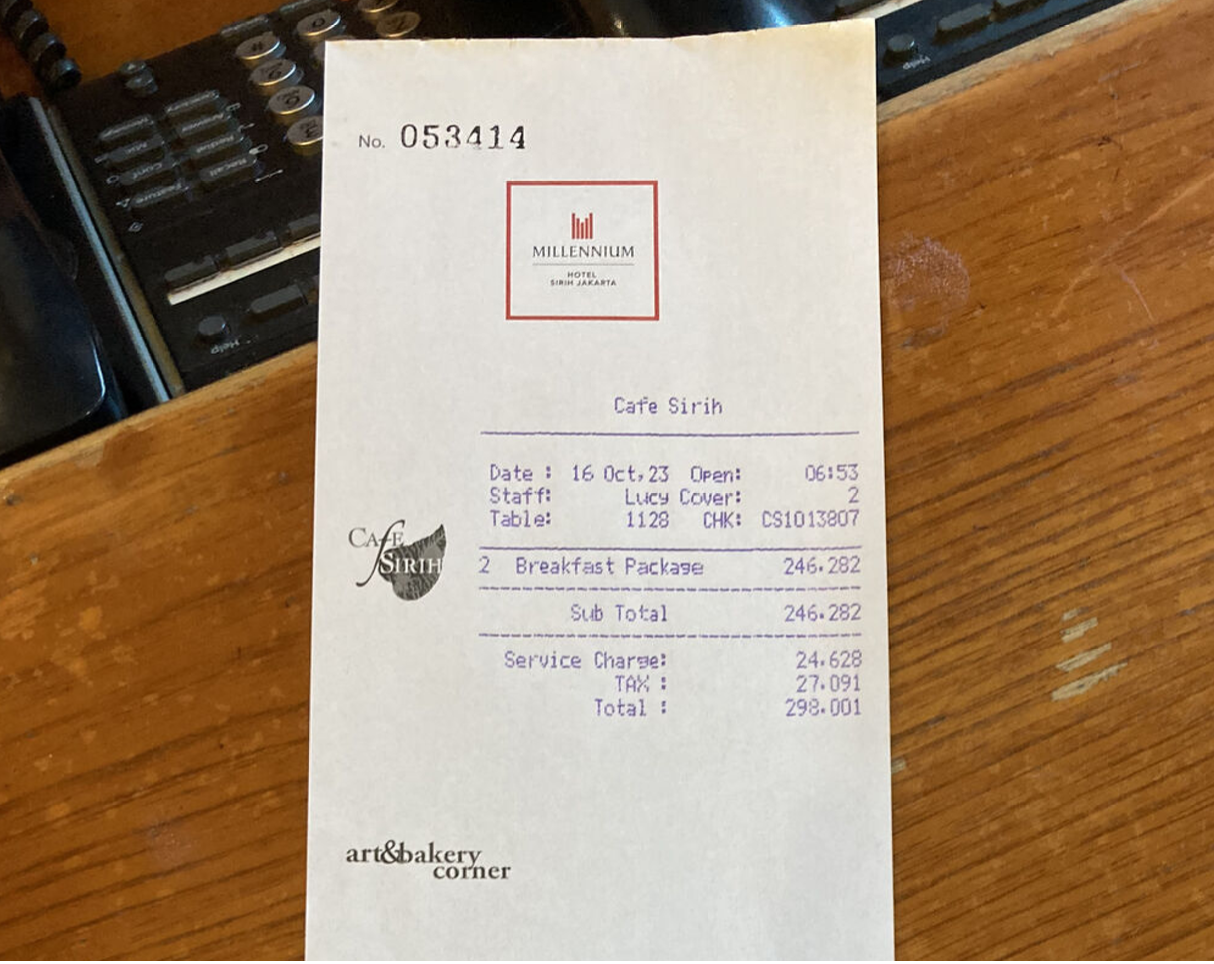 No. 053414
MILLENNIUM
HOTEL
SIRIH JAKARTA
Cafe Sirih
Date : 16 Oct,23 Open: 06:53
Staff: Lucy Cover: 2
Table: 1128 CHK: CS1013807
CAFE
SIRIH
2 Breakfast Package 246.282
Sub Total 246.282
Service Charge: 24.628
TAX : 27.091
Total : 298.001
art&bakery
corner
Help
Help